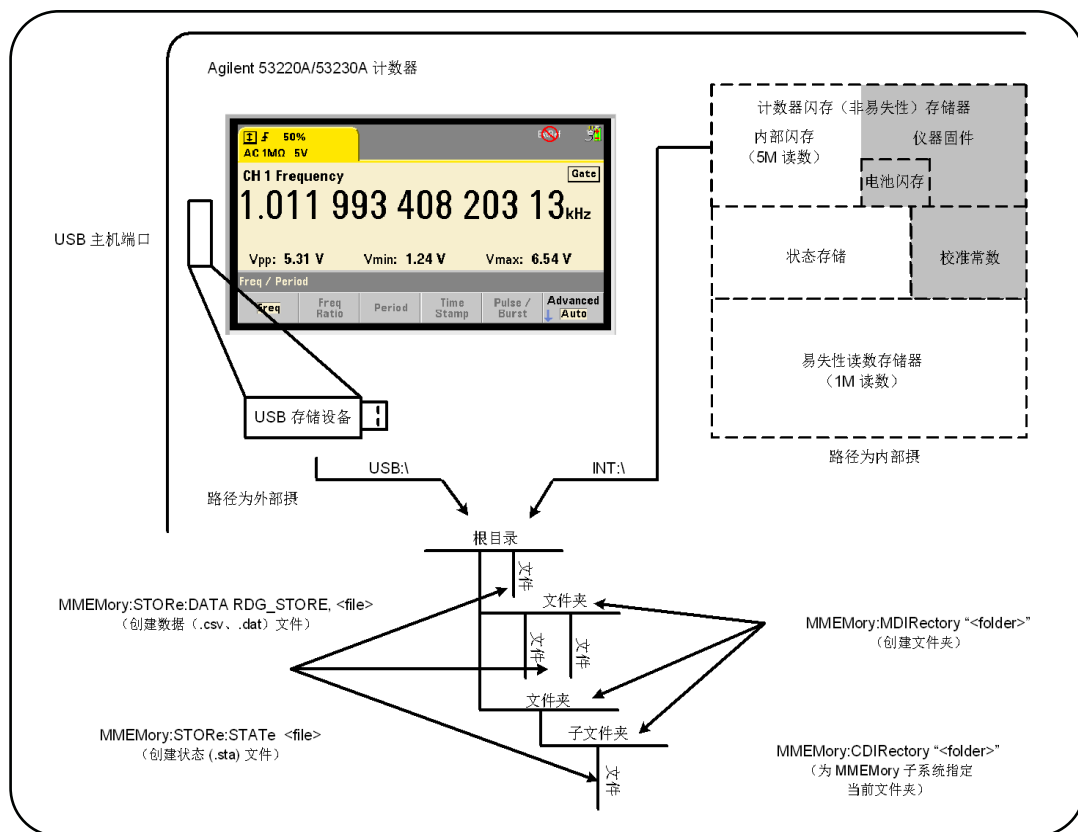 Agilent 53220A/53230A 计数器
50%
AC 1MΩ 5V
CH 1 Frequency
Gate
1.011 993 408 203 13kHz
Vpp: 5.31 V Vmin: 1.24 V Vmax: 6.54 V
Freq / Period
Freq
Freq
Ratio
Period
Time
Stamp
Pulse /
Burst
Advanced
Auto
USB 主机端口
USB 存储设备
计数器闪存（非易失性）存储器
内部闪存
（5M 读数）
仪器固件
电池闪存
状态存储
校准常数
易失性读数存储器
（1M 读数）
路径为内部摄
USB:\
INT:\
路径为外部摄
根目录
文件
MMEMory:STORe:DATA RDG_STORE, <file>
（创建数据（.csv、.dat）文件）
文件夹
文件
文件
MMEMory:MDIRectory “<folder>”
（创建文件夹）
文件夹
MMEMory:STORe:STATe <file>
（创建状态 (.sta) 文件）
子文件夹
文件
MMEMory:CDIRectory “<folder>”
（为 MMEMory 子系统指定
当前文件夹）